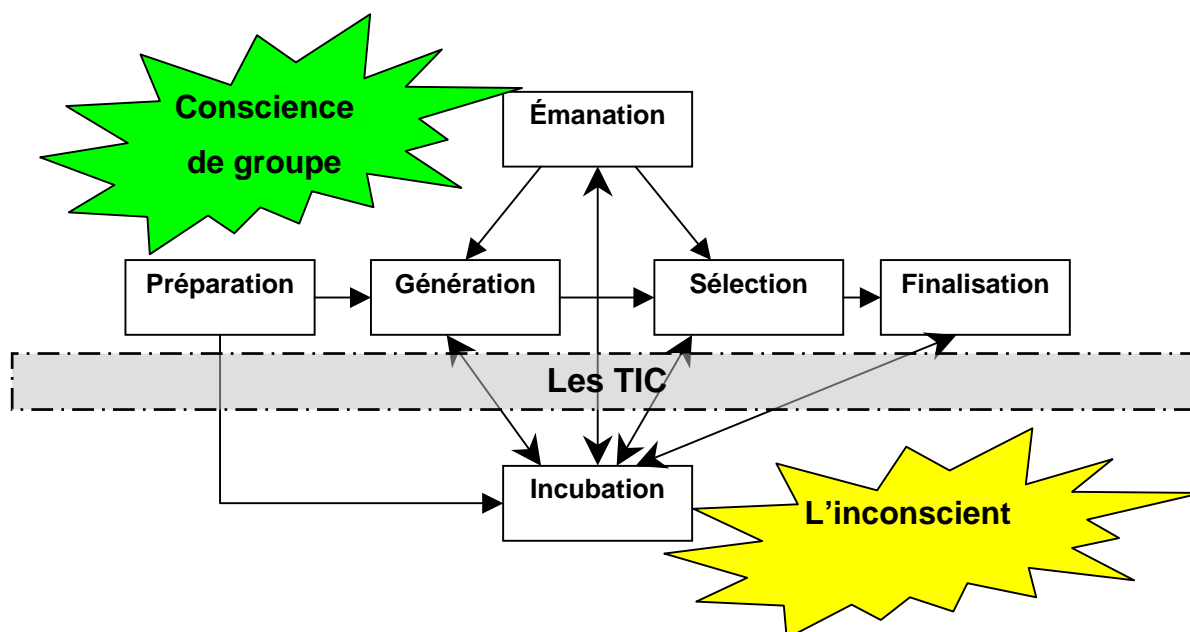 Conscience
de groupe
Émanation
Préparation
Génération
Sélection
Finalisation
Les TIC
Incubation
L’inconscient